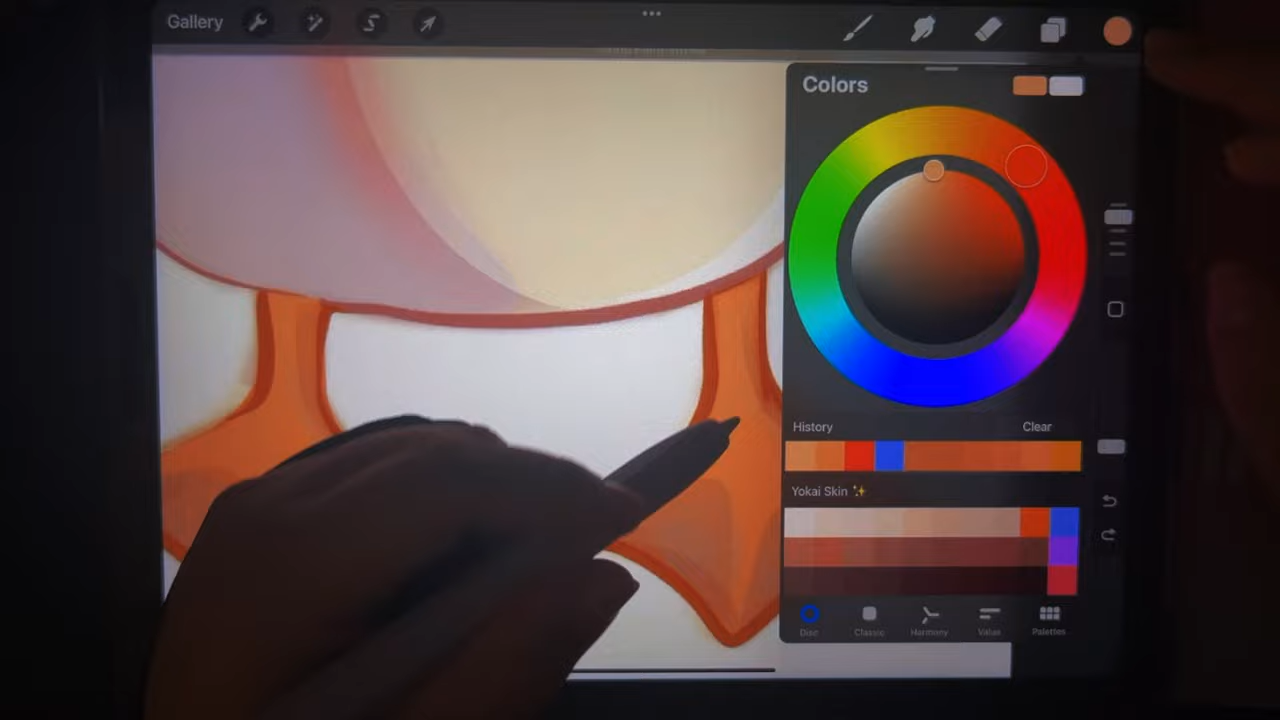 Gallery
Colors
History
Clear
Yokai Skin ✨
Disc
Classic
Harmony
Value
Palettes